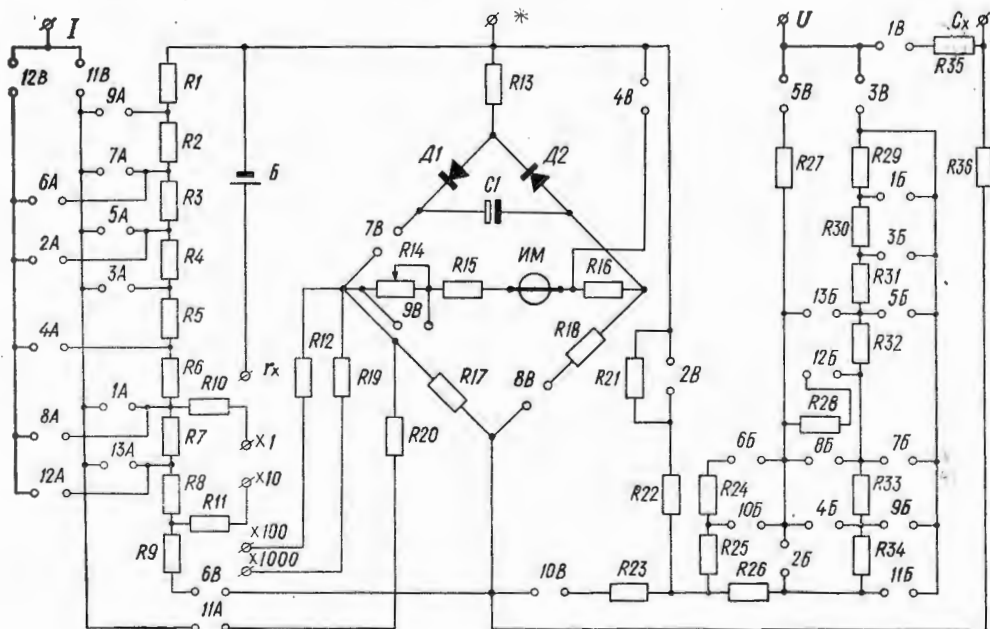 I * U Cx
12В 11В R1 R13 4В 5В 3В 1В R35
9А
R2 Д1 Д2 R27 R29 R36
7А Б С1 1Б
6А R3
5А 7В R30
2А R4 R14 R15 ИМ R16 3Б
3А R31
9В 13Б 5Б
4А R5 R18 R32
R12
R6 R10 rx R19 R17 8В R21 2В 12Б
1А R28
8А R7 ×1 R20 6Б 8Б 7Б
13А
12А R8 ×10 R22 R24 R33
R11 10Б 4Б 9Б
R9 ×100 R25 R34
×1000 2Б
6В 10В R23 R26 11Б
11А